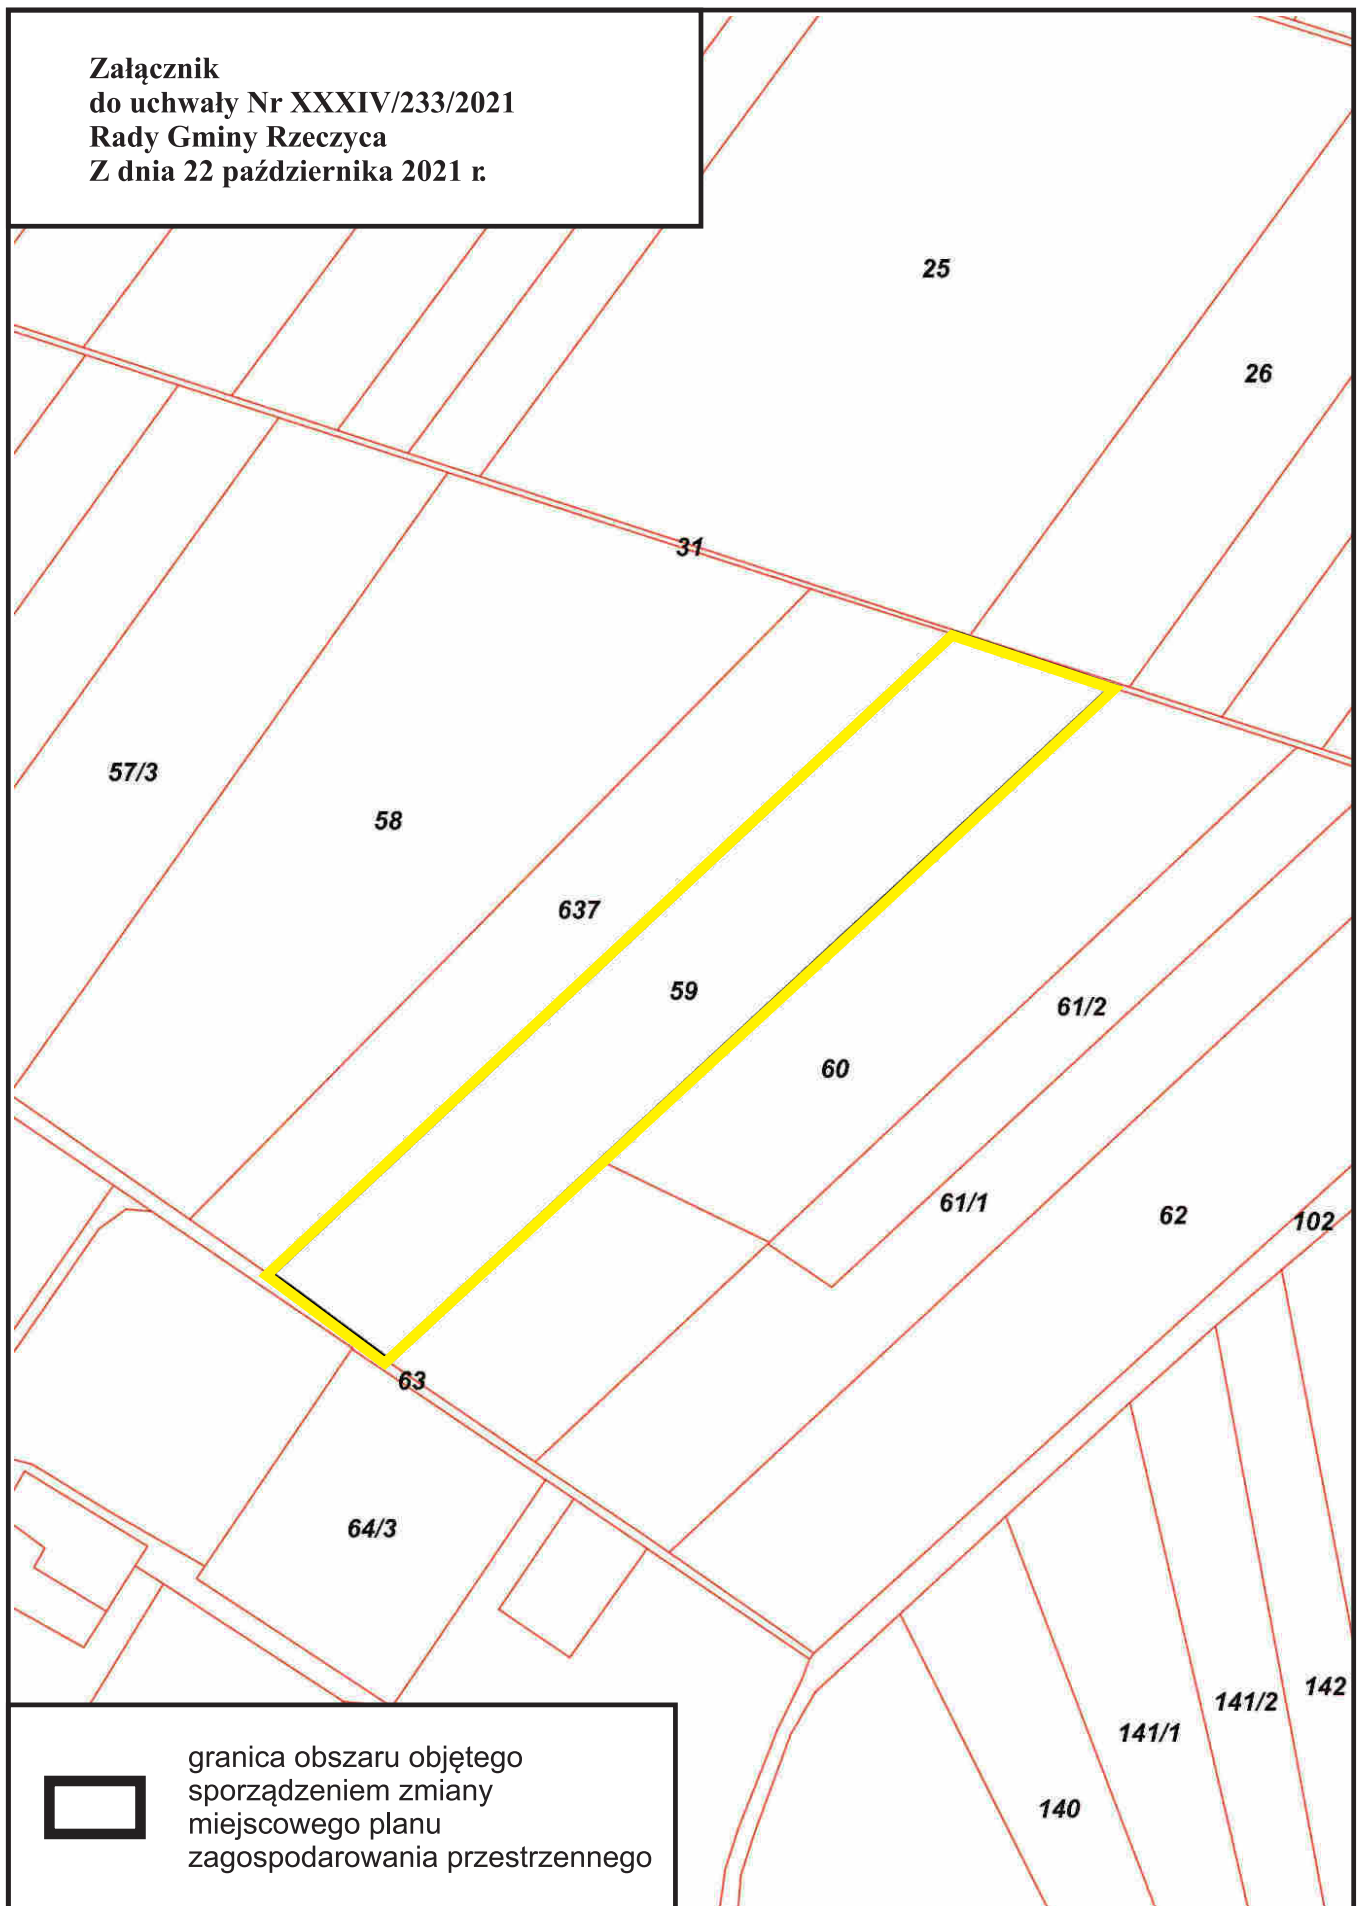 Załącznik
do uchwały Nr XXXIV/233/2021
Rady Gminy Rzeczyca
Z dnia 22 października 2021 r.
25
26
31
57/3
58
637
59
61/2
60
61/1
62
102
63
64/3
142
141/2
141/1
140
granica obszaru objętego
sporządzeniem zmiany
miejscowego planu
zagospodarowania przestrzennego